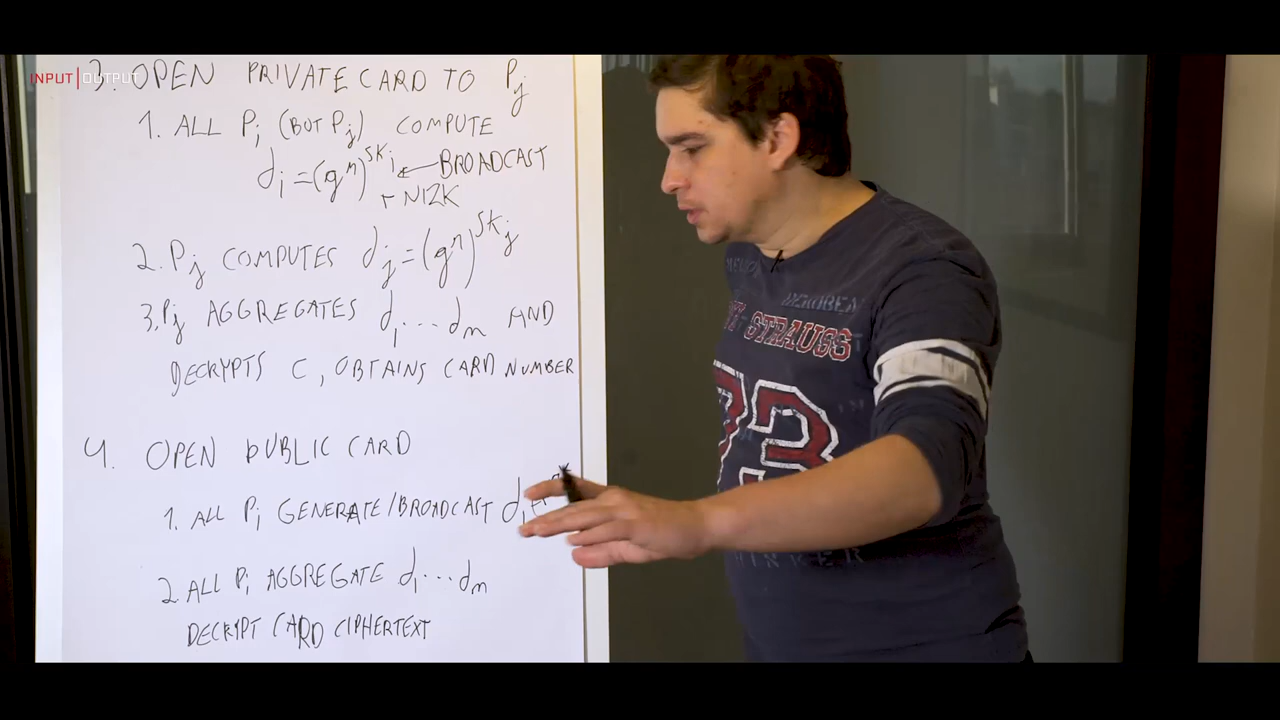 INPUT|OUTPUT
3. OPEN PRIVATE CARD TO Pj
1. ALL Pi (BUT Pj) COMPUTE
di = (g^n)^ski ← BROADCAST
+ NIZK
2. Pj COMPUTES dj = (g^n)^skj
3. Pj AGGREGATES d1...dm AND
DECRYPTS C, OBTAINS CARD NUMBER
4. OPEN PUBLIC CARD
1. ALL Pi GENERATE/BROADCAST di
2. ALL Pi AGGREGATE d1...dm
DECRYPT CARD CIPHERTEXT
STRAUSS
73